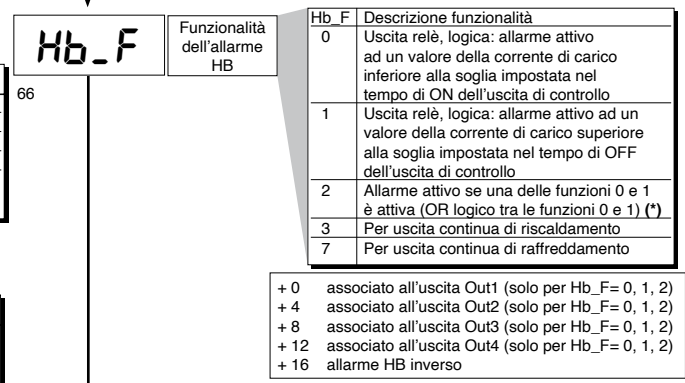 Hb_F
Funzionalità
dell'allarme
HB
66
Hb_F Descrizione funzionalità
0 Uscita relè, logica: allarme attivo
ad un valore della corrente di carico
inferiore alla soglia impostata nel
tempo di ON dell'uscita di controllo
1 Uscita relè, logica: allarme attivo ad un
valore della corrente di carico superiore
alla soglia impostata nel tempo di OFF
dell'uscita di controllo
2 Allarme attivo se una delle funzioni 0 e 1
è attiva (OR logico tra le funzioni 0 e 1) (*)
3 Per uscita continua di riscaldamento
7 Per uscita continua di raffreddamento
+ 0 associato all'uscita Out1 (solo per Hb_F= 0, 1, 2)
+ 4 associato all'uscita Out2 (solo per Hb_F= 0, 1, 2)
+ 8 associato all'uscita Out3 (solo per Hb_F= 0, 1, 2)
+ 12 associato all'uscita Out4 (solo per Hb_F= 0, 1, 2)
+ 16 allarme HB inverso